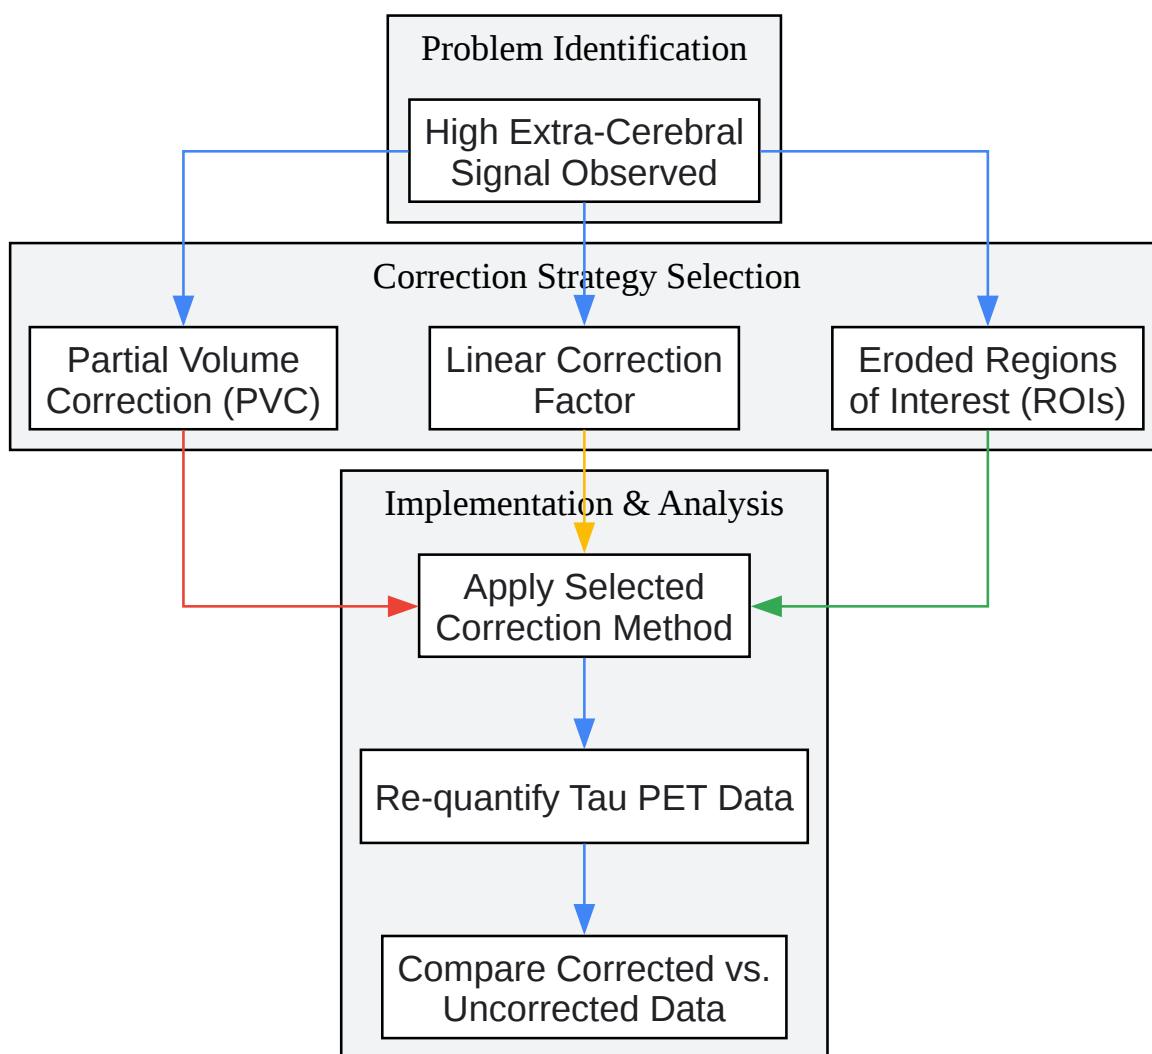 Problem Identification
High Extra-Cerebral
Signal Observed
Correction Strategy Selection
Partial Volume
Correction (PVC)
Linear Correction
Factor
Eroded Regions
of Interest (ROIs)
Implementation & Analysis
Apply Selected
Correction Method
Re-quantify Tau PET Data
Compare Corrected vs.
Uncorrected Data